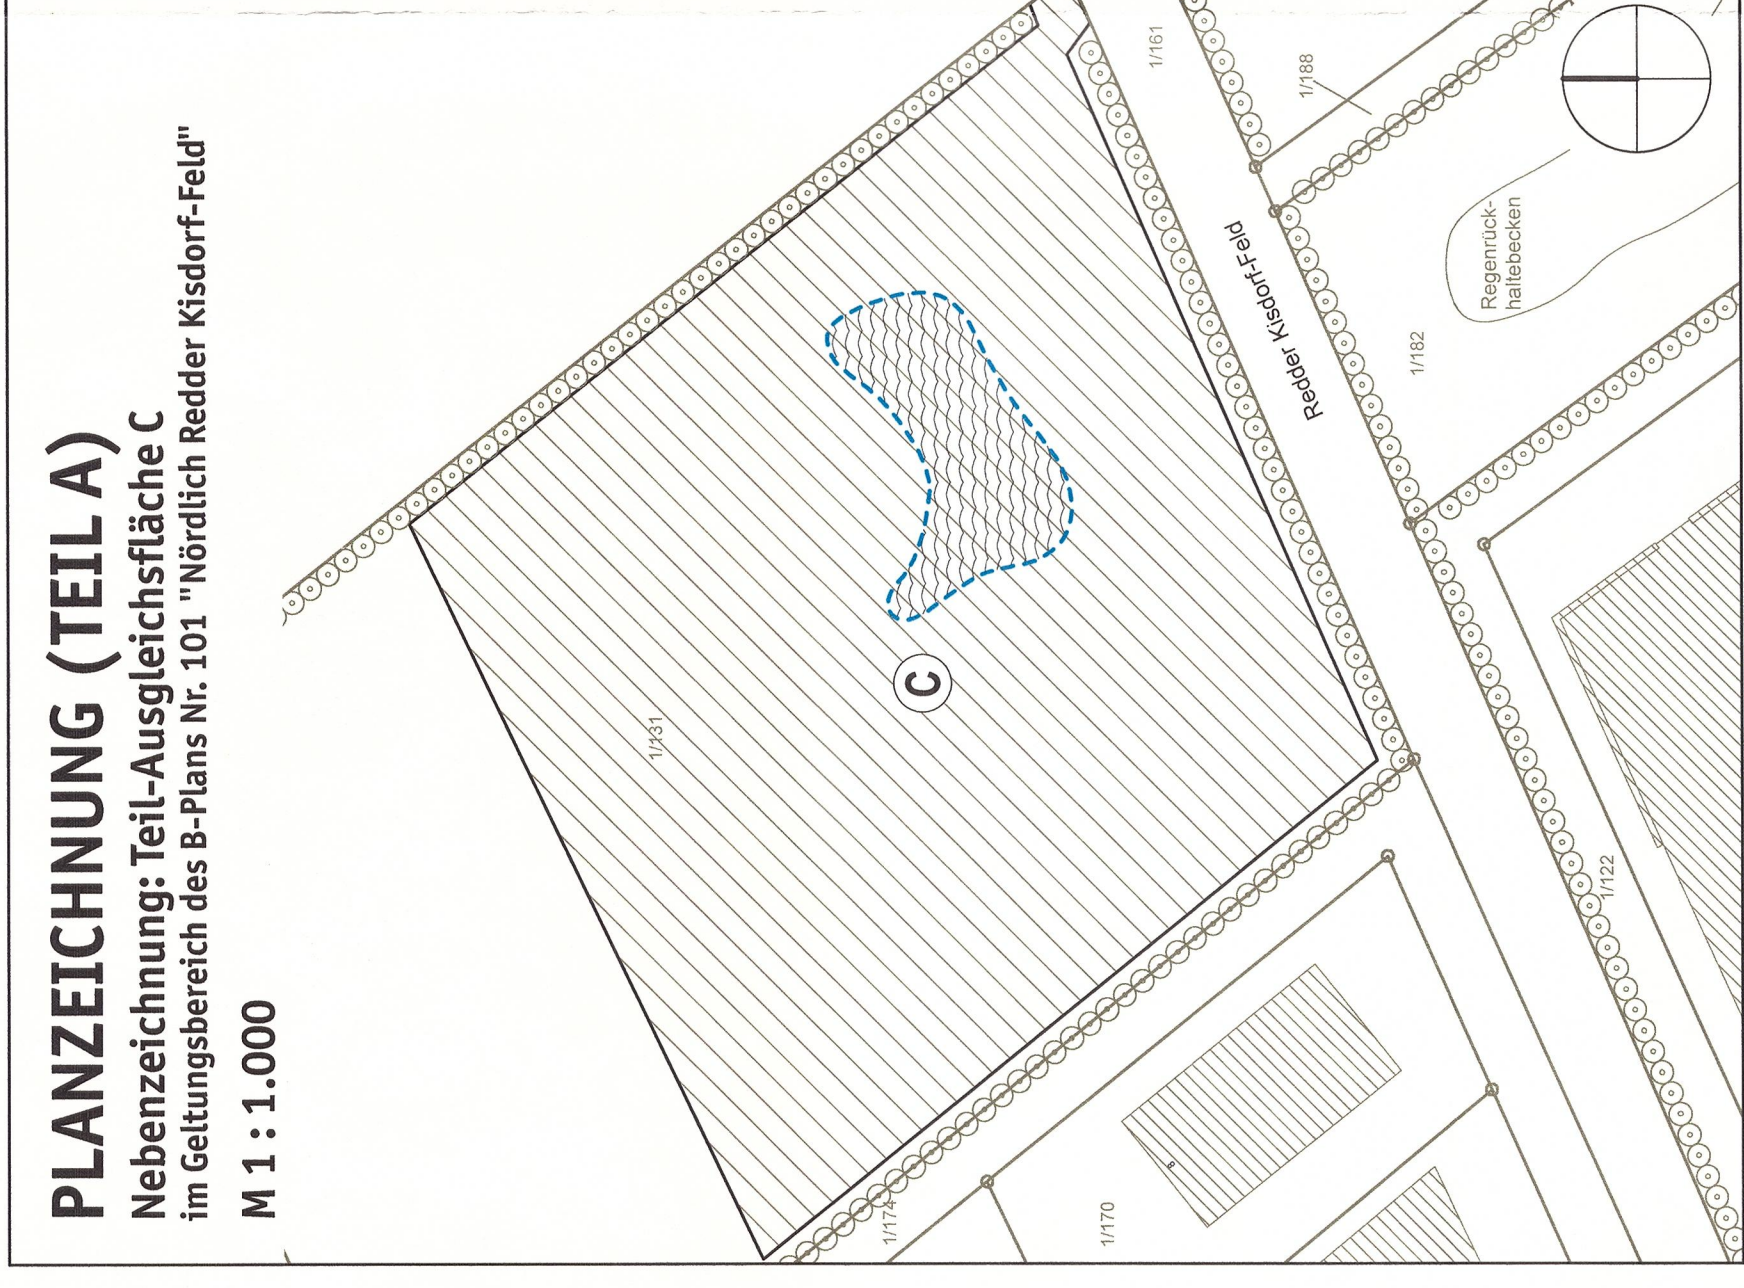 PLANZEICHNUNG (TEIL A)
Nebenzeichnung: Teil-Ausgleichsfläche C
im Geltungsbereich des B-Plans Nr. 101 "Nördlich Redder Kisdorf-Feld"
M 1 : 1.000
1/131
C
1/161
1/188
Redder Kisdorf-Feld
Regenrück-
haltebecken
1/182
1/122
8
1/174
1/170